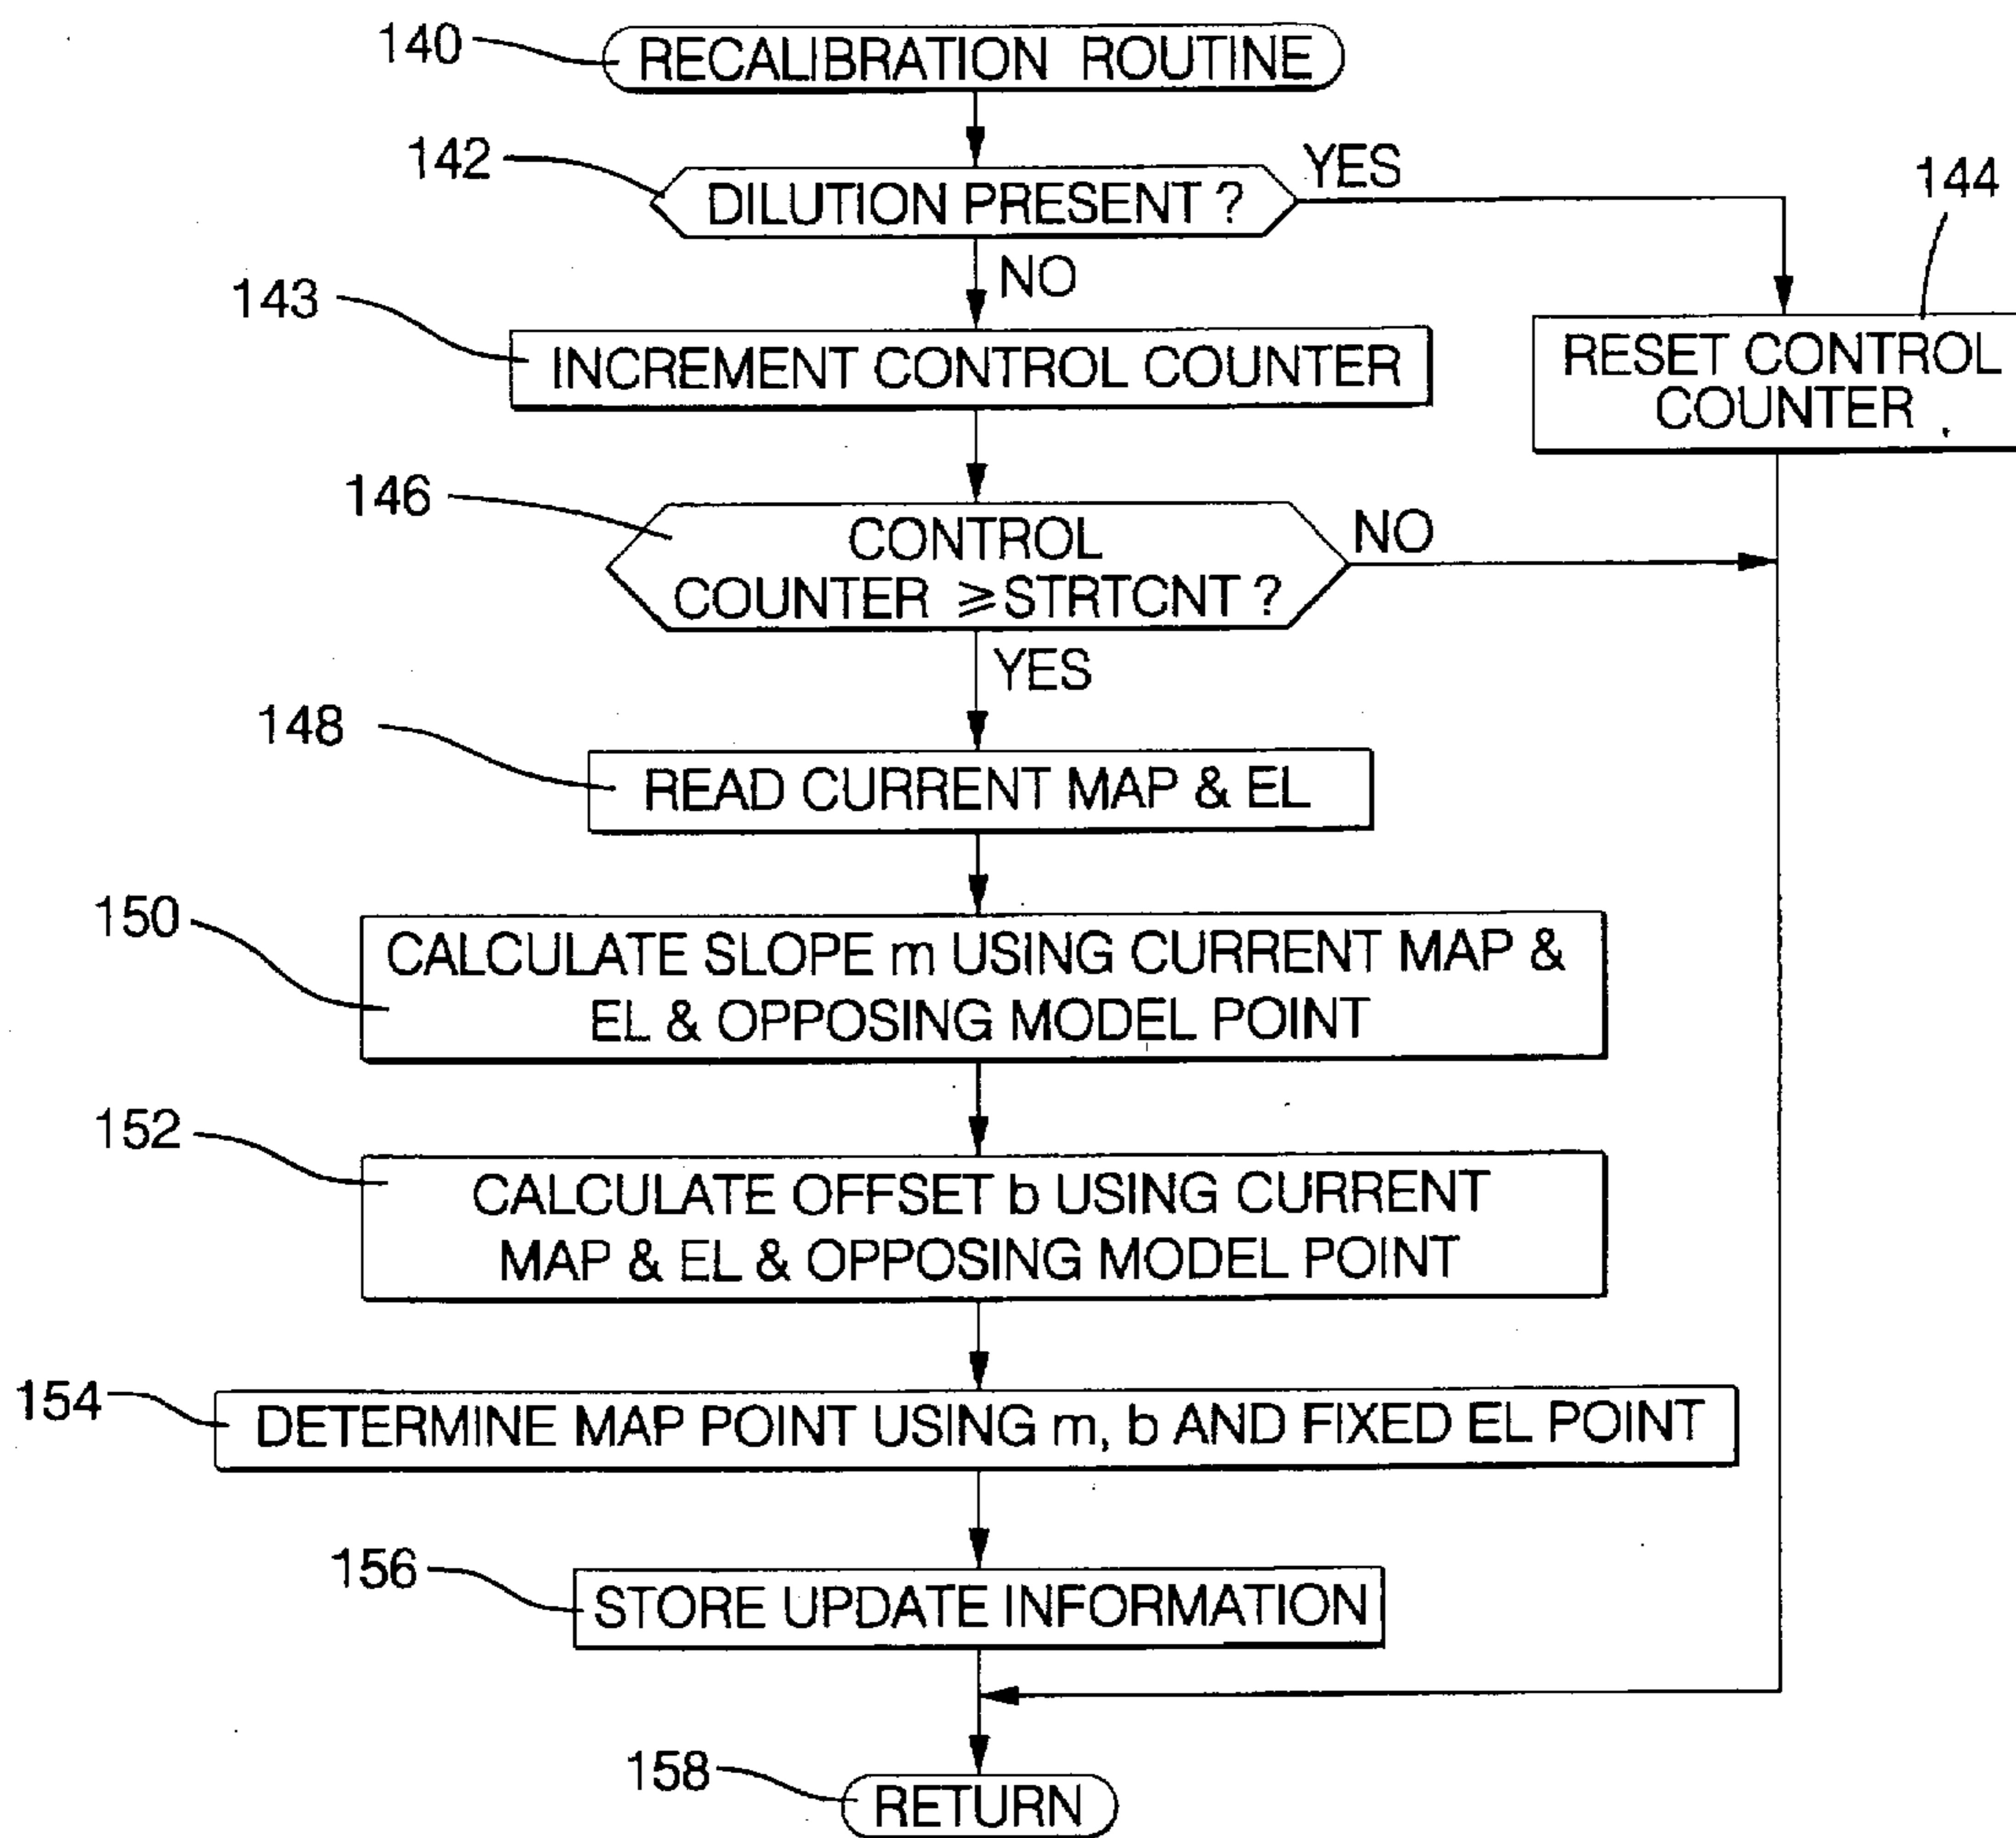 140
RECALIBRATION ROUTINE
142
DILUTION PRESENT ?
YES
144
NO
143
INCREMENT CONTROL COUNTER
RESET CONTROL
COUNTER
146
CONTROL
COUNTER ≥ STRTCNT ?
NO
YES
148
READ CURRENT MAP & EL
150
CALCULATE SLOPE m USING CURRENT MAP &
EL & OPPOSING MODEL POINT
152
CALCULATE OFFSET b USING CURRENT
MAP & EL & OPPOSING MODEL POINT
154
DETERMINE MAP POINT USING m, b AND FIXED EL POINT
156
STORE UPDATE INFORMATION
158
RETURN